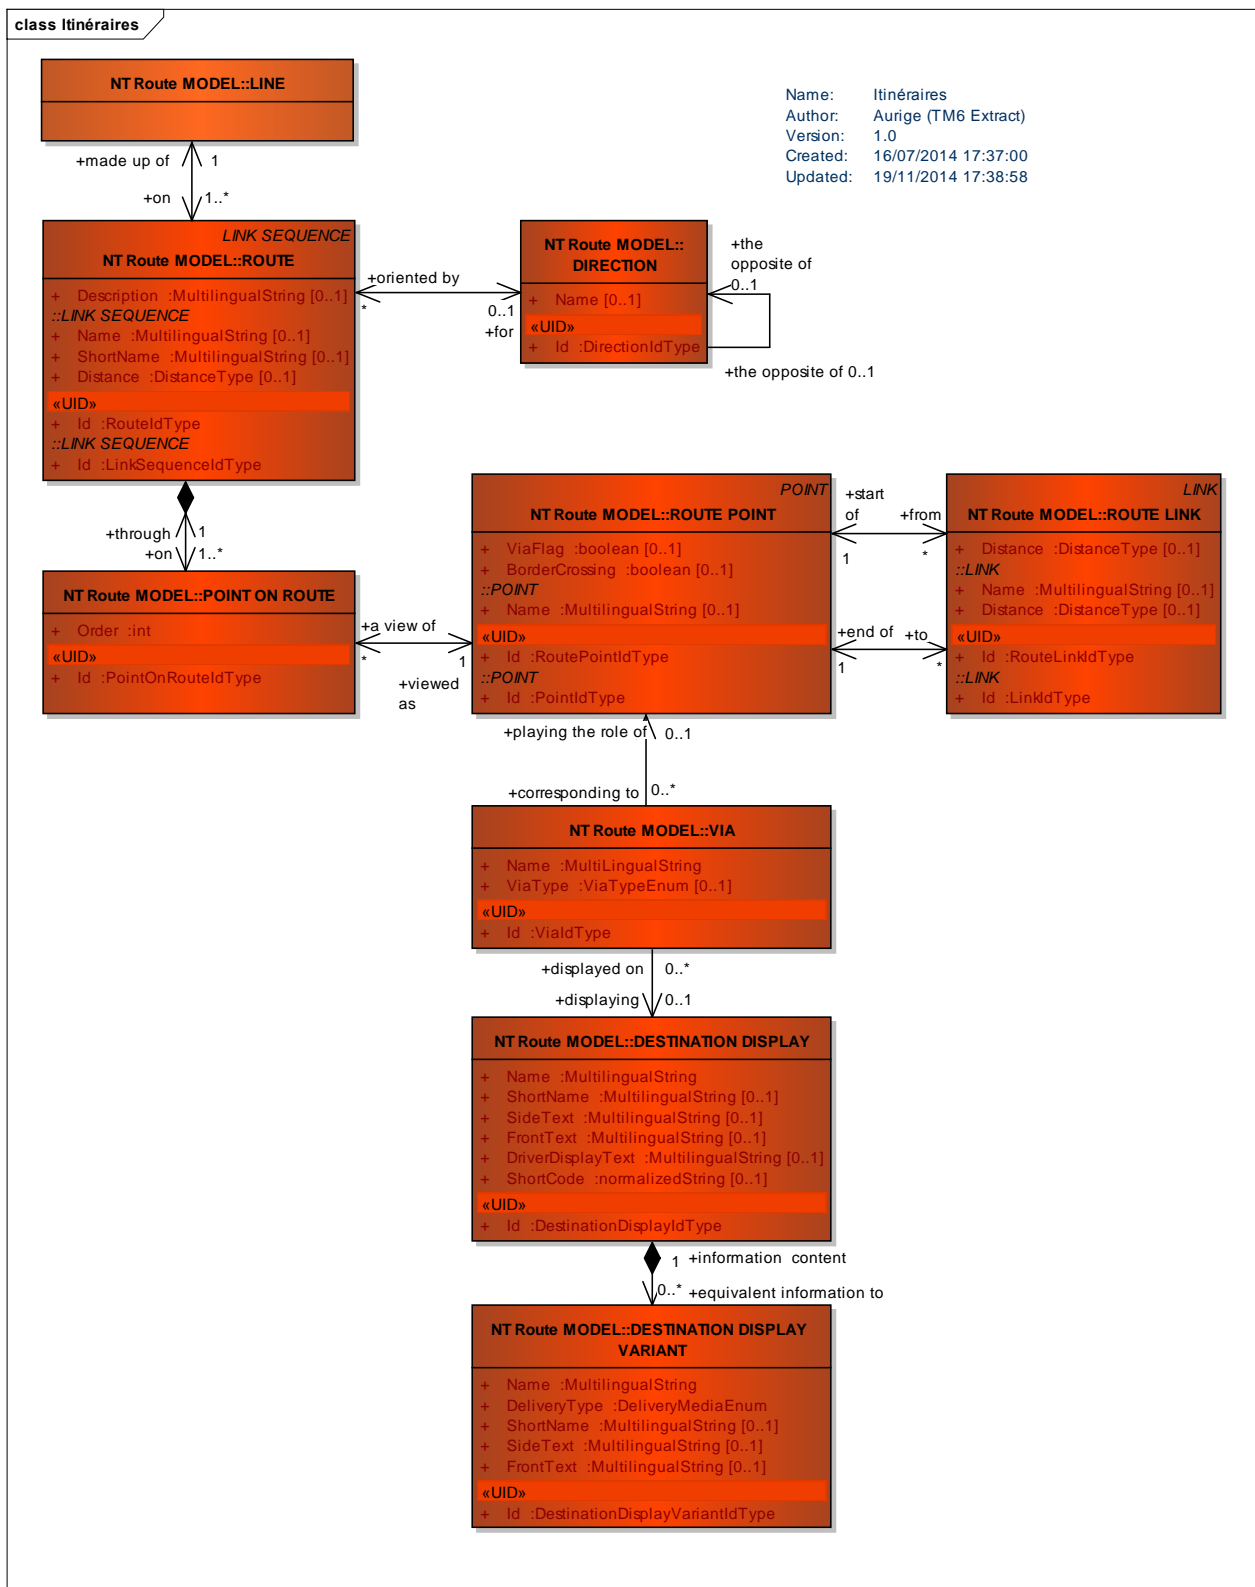 class Itinéraires
NT Route MODEL::LINE
Name: Itinéraires
Author: Aurige (TM6 Extract)
Version: 1.0
Created: 16/07/2014 17:37:00
Updated: 19/11/2014 17:38:58
+made up of 1
+on 1..*
LINK SEQUENCE
NT Route MODEL::ROUTE
+ Description :MultilingualString [0..1]
::LINK SEQUENCE
+ Name :MultilingualString [0..1]
+ ShortName :MultilingualString [0..1]
+ Distance :DistanceType [0..1]
«UID»
+ Id :RouteIdType
::LINK SEQUENCE
+ Id :LinkSequenceIdType
+oriented by
*
0..1
+for
NT Route MODEL::
DIRECTION
+ Name [0..1]
«UID»
+ Id :DirectionIdType
+the
opposite of
0..1
+the opposite of 0..1
+through 1
+on 1..*
NT Route MODEL::POINT ON ROUTE
+ Order :int
«UID»
+ Id :PointOnRouteIdType
+a view of
*
1
+viewed
as
POINT
NT Route MODEL::ROUTE POINT
+ ViaFlag :boolean [0..1]
+ BorderCrossing :boolean [0..1]
::POINT
+ Name :MultilingualString [0..1]
«UID»
+ Id :RoutePointIdType
::POINT
+ Id :PointIdType
+start
of
+from
1
*
+end of +to
1
*
LINK
NT Route MODEL::ROUTE LINK
+ Distance :DistanceType [0..1]
::LINK
+ Name :MultilingualString [0..1]
+ Distance :DistanceType [0..1]
«UID»
+ Id :RouteLinkIdType
::LINK
+ Id :LinkIdType
+playing the role of 0..1
+corresponding to 0..*
NT Route MODEL::VIA
+ Name :MultiLingualString
+ ViaType :ViaTypeEnum [0..1]
«UID»
+ Id :ViaIdType
+displayed on 0..*
+displaying 0..1
NT Route MODEL::DESTINATION DISPLAY
+ Name :MultilingualString
+ ShortName :MultilingualString [0..1]
+ SideText :MultilingualString [0..1]
+ FrontText :MultilingualString [0..1]
+ DriverDisplayText :MultilingualString [0..1]
+ ShortCode :normalizedString [0..1]
«UID»
+ Id :DestinationDisplayIdType
1 +information content
0..* +equivalent information to
NT Route MODEL::DESTINATION DISPLAY
VARIANT
+ Name :MultilingualString
+ DeliveryType :DeliveryMediaEnum
+ ShortName :MultilingualString [0..1]
+ SideText :MultilingualString [0..1]
+ FrontText :MultilingualString [0..1]
«UID»
+ Id :DestinationDisplayVariantIdType